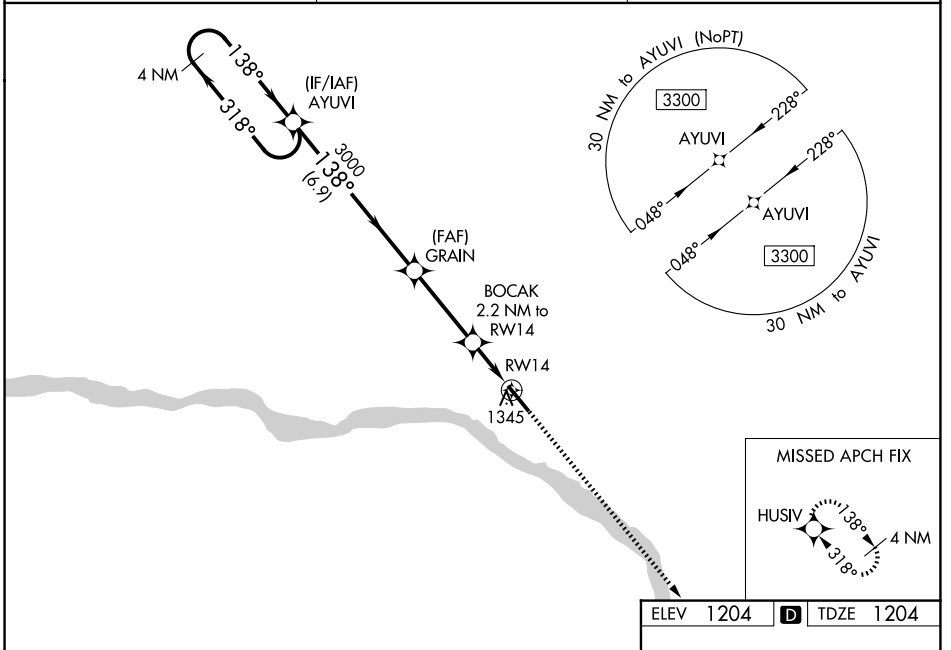 4 NM
138°
318°
(IF/IAF)
AYUVI
3000
138°
(6.9)
(FAF)
GRAIN
BOCAK
2.2 NM to
RW14
RW14
1345
30 NM to AYUVI (NoPT)
3300
228°
AYUVI
048°
228°
AYUVI
048°
3300
30 NM to AYUVI
MISSED APCH FIX
HUSIV
138°
4 NM
318°
ELEV 1204 D TDZE 1204